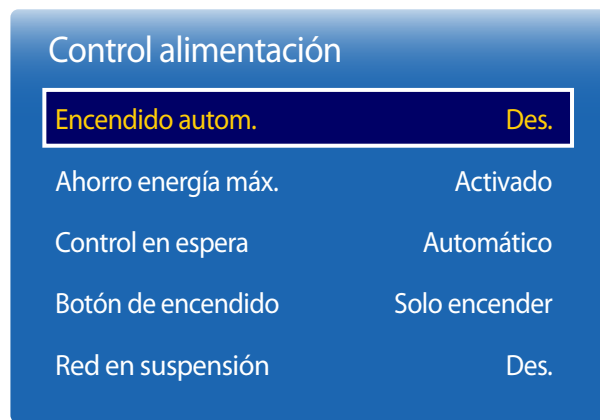 Control alimentación
Encendido autom. Des.
Ahorro energía máx. Activado
Control en espera Automático
Botón de encendido Solo encender
Red en suspensión Des.